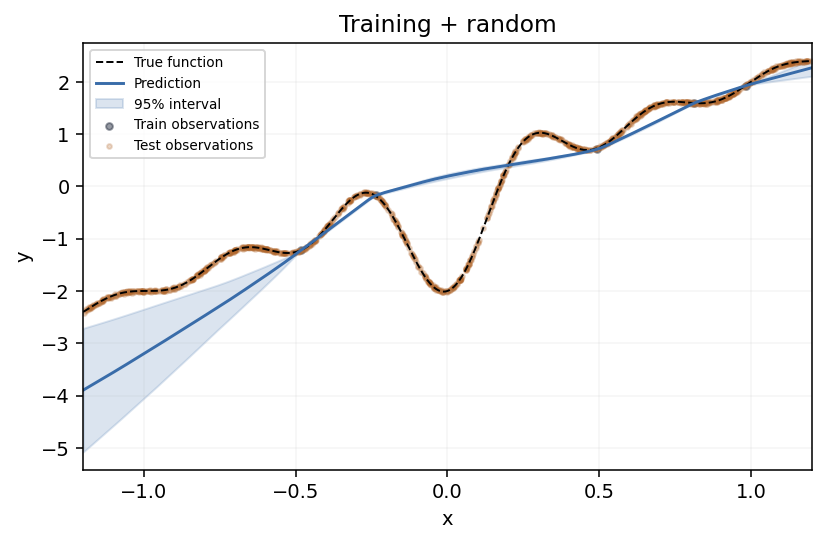 Training + random
True function
Prediction
95% interval
Train observations
Test observations
2
1
0
−1
−2
−3
−4
−5
y
−1.0
−0.5
0.0
0.5
1.0
x